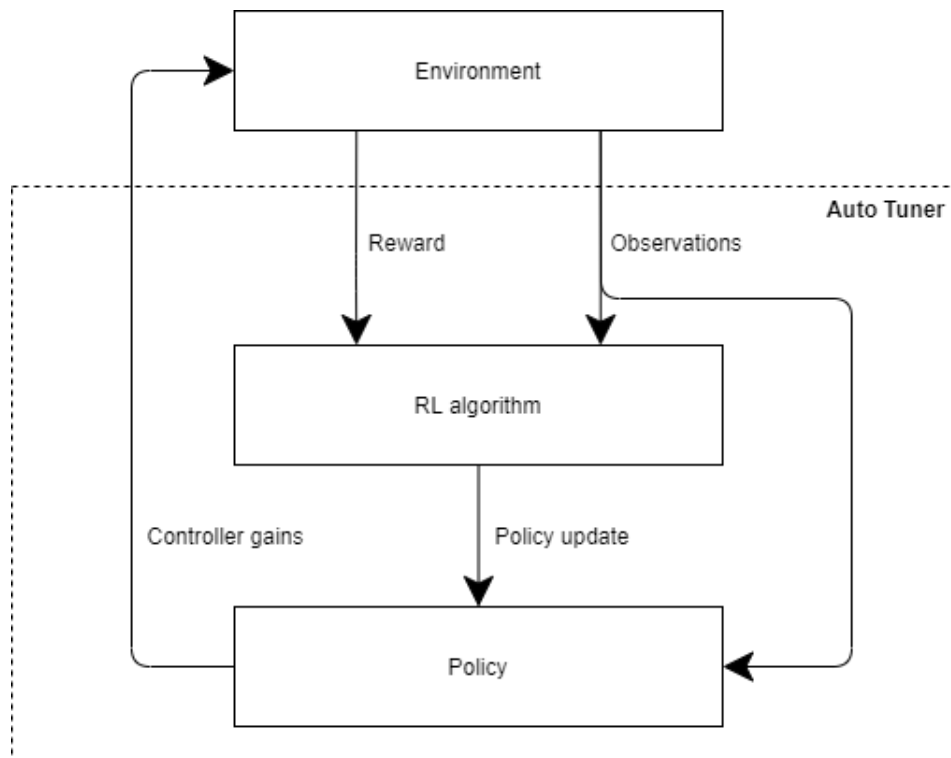 Environment
Auto Tuner
Reward
Observations
RL algorithm
Controller gains
Policy update
Policy